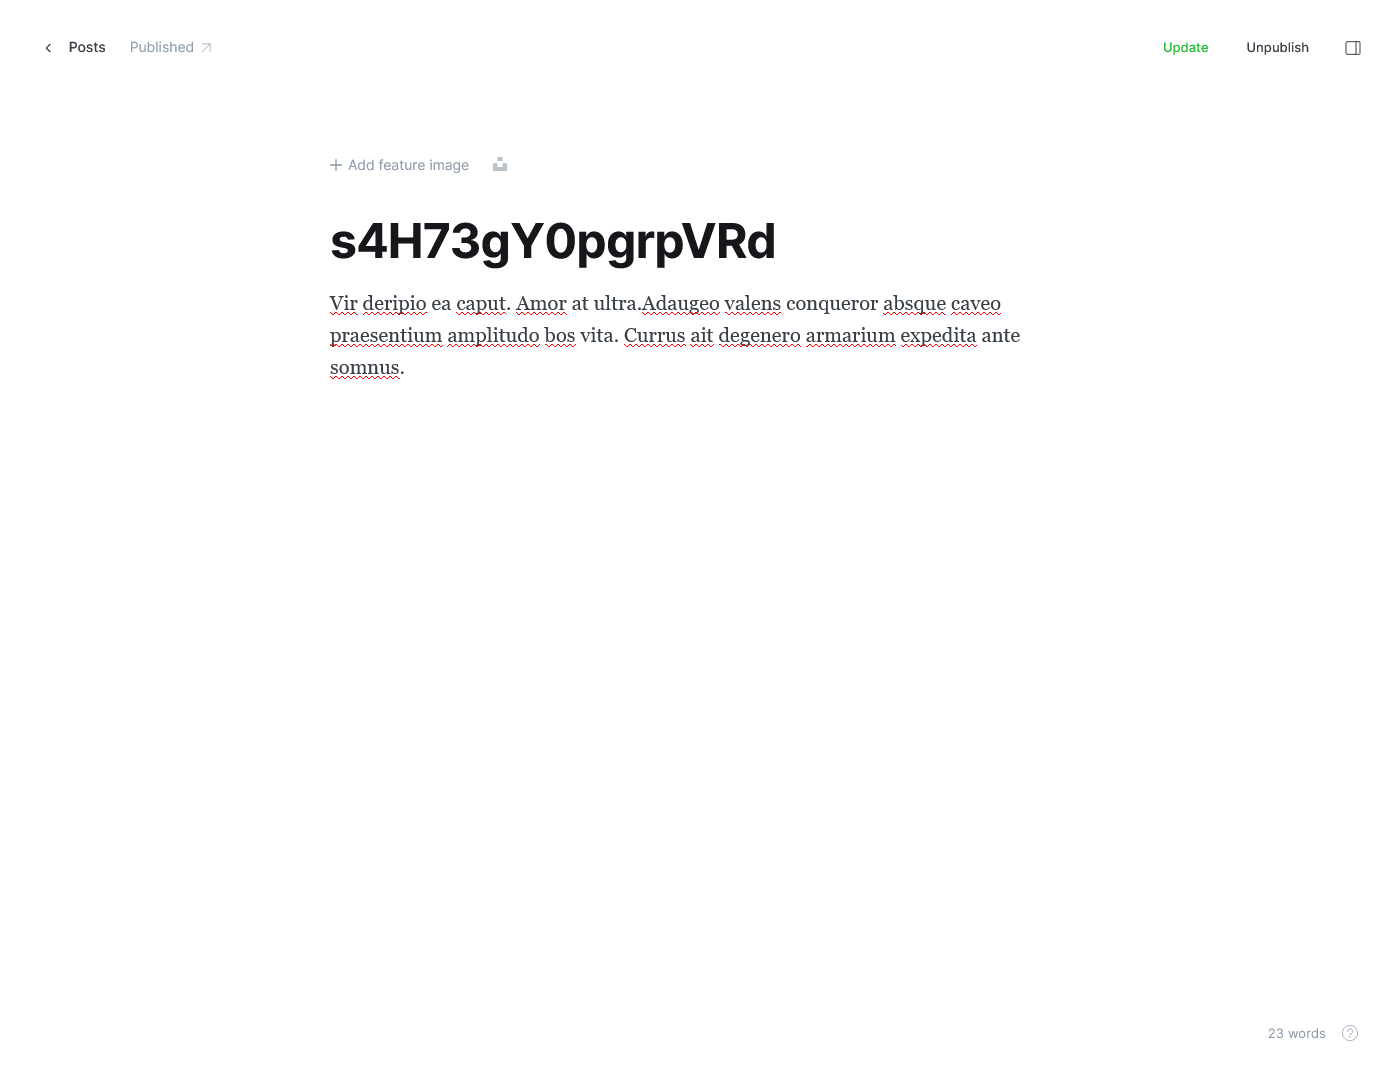 Posts Published
Update Unpublish
Add feature image
s4H73gY0pgrpVRd
Vir deripio ea caput. Amor at ultra.Adaugeo valens conqueror absque caveo
praesentium amplitudo bos vita. Currus ait degenero armarium expedita ante
somnus.
23 words